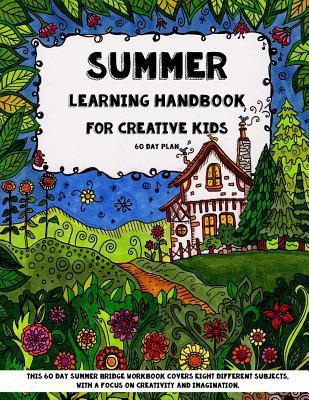 SUMMER
LEARNING HANDBOOK
FOR CREATIVE KIDS
60 DAY PLAN
THIS 60 DAY SUMMER BRIDGE WORKBOOK COVERS EIGHT DIFFERENT SUBJECTS,
WITH A FOCUS ON CREATIVITY AND IMAGINATION.